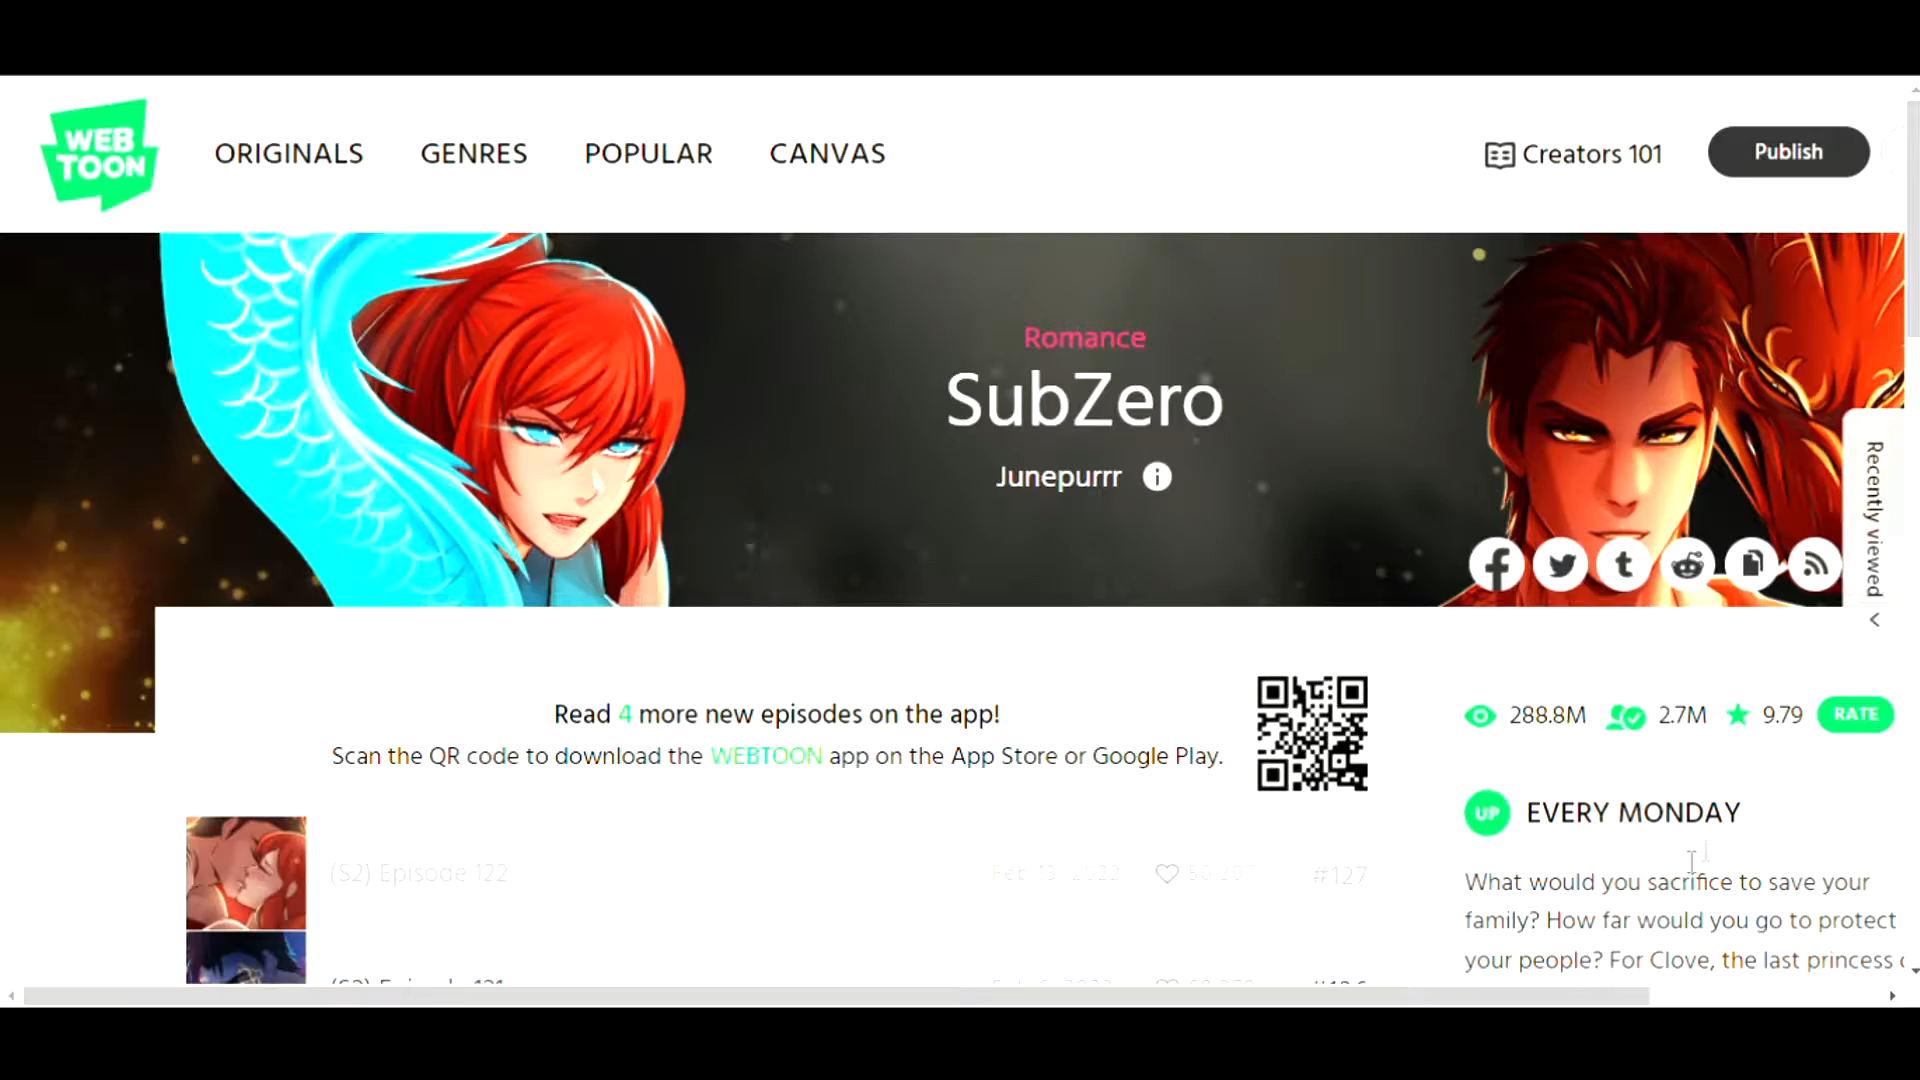 WEB
TOON
ORIGINALS
GENRES
POPULAR
CANVAS
Creators 101
Publish
Romance
SubZero
Junepurrr
Recently viewed
Read 4 more new episodes on the app!
Scan the QR code to download the WEBTOON app on the App Store or Google Play.
288.8M
2.7M
9.79
RATE
UP
EVERY MONDAY
What would you sacrifice to save your
family? How far would you go to protect
your people? For Clove, the last princess
(S2) Episode 122
#127
(S2) Episode 121